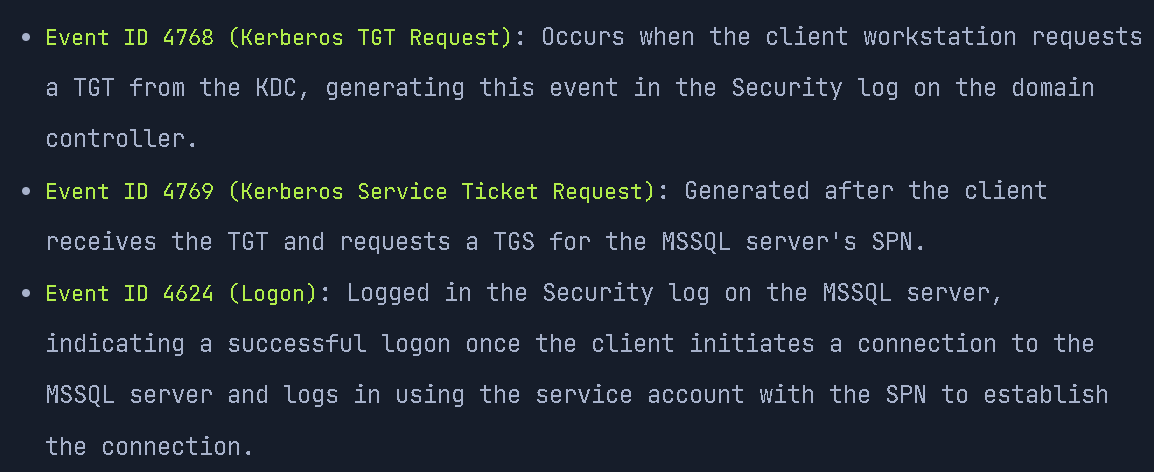 • Event ID 4768 (Kerberos TGT Request): Occurs when the client workstation requests
a TGT from the KDC, generating this event in the Security log on the domain
controller.
• Event ID 4769 (Kerberos Service Ticket Request): Generated after the client
receives the TGT and requests a TGS for the MSSQL server's SPN.
• Event ID 4624 (Logon): Logged in the Security log on the MSSQL server,
indicating a successful logon once the client initiates a connection to the
MSSQL server and logs in using the service account with the SPN to establish
the connection.